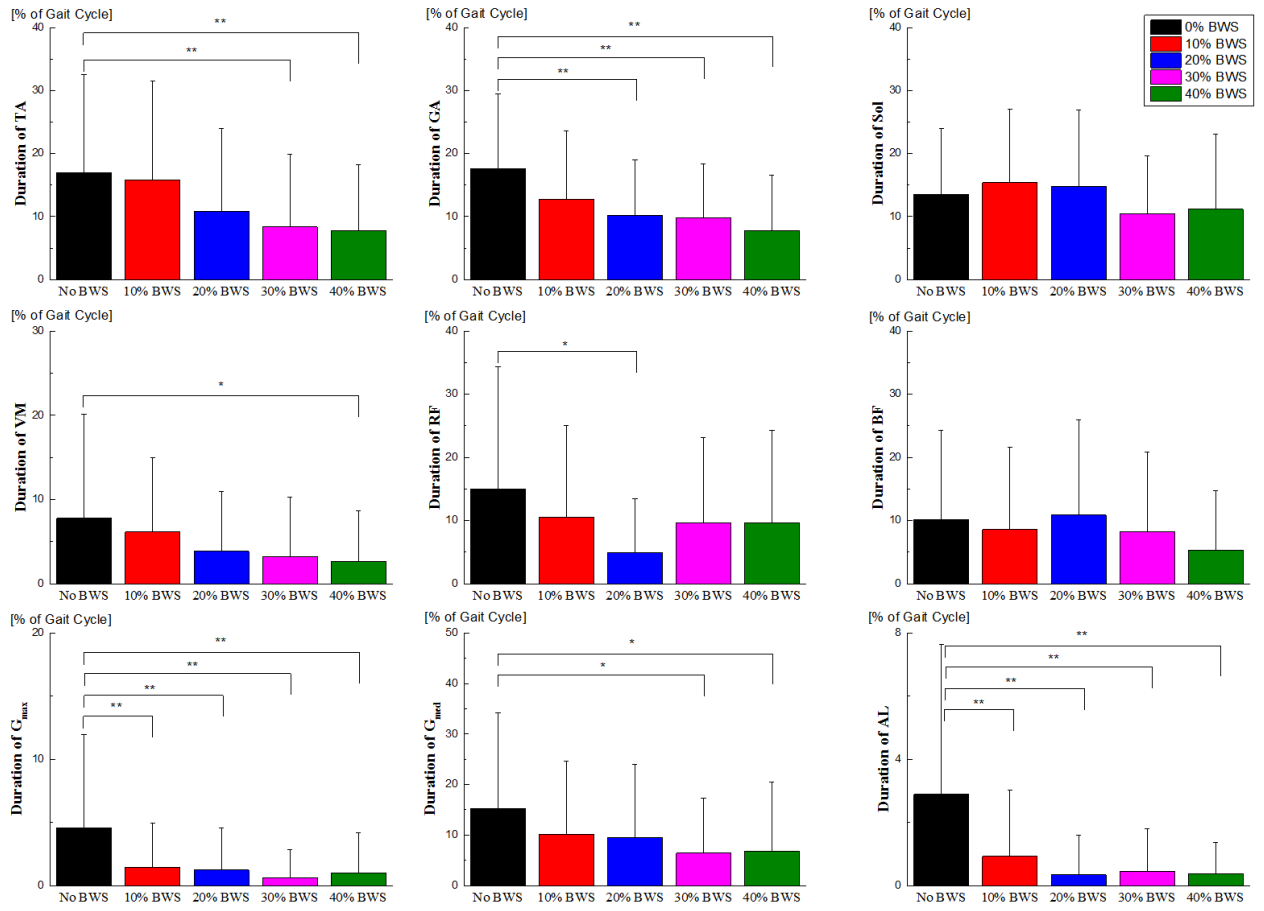 [% of Gait Cycle]
40
30
20
10
0
Duration of TA
**
**
No BWS 10% BWS 20% BWS 30% BWS 40% BWS
[% of Gait Cycle]
40
30
20
10
0
Duration of GA
**
**
**
No BWS 10% BWS 20% BWS 30% BWS 40% BWS
[% of Gait Cycle]
40
30
20
10
0
Duration of Sol
0% BWS
10% BWS
20% BWS
30% BWS
40% BWS
No BWS 10% BWS 20% BWS 30% BWS 40% BWS
[% of Gait Cycle]
30
20
10
0
Duration of VM
*
No BWS 10% BWS 20% BWS 30% BWS 40% BWS
[% of Gait Cycle]
40
30
20
10
0
Duration of RF
*
No BWS 10% BWS 20% BWS 30% BWS 40% BWS
[% of Gait Cycle]
40
30
20
10
0
Duration of BF
No BWS 10% BWS 20% BWS 30% BWS 40% BWS
[% of Gait Cycle]
20
10
0
Duration of Gmax
**
**
**
**
No BWS 10% BWS 20% BWS 30% BWS 40% BWS
[% of Gait Cycle]
50
40
30
20
10
0
Duration of Gmed
*
*
No BWS 10% BWS 20% BWS 30% BWS 40% BWS
[% of Gait Cycle]
8
4
0
Duration of AL
**
**
**
**
No BWS 10% BWS 20% BWS 30% BWS 40% BWS